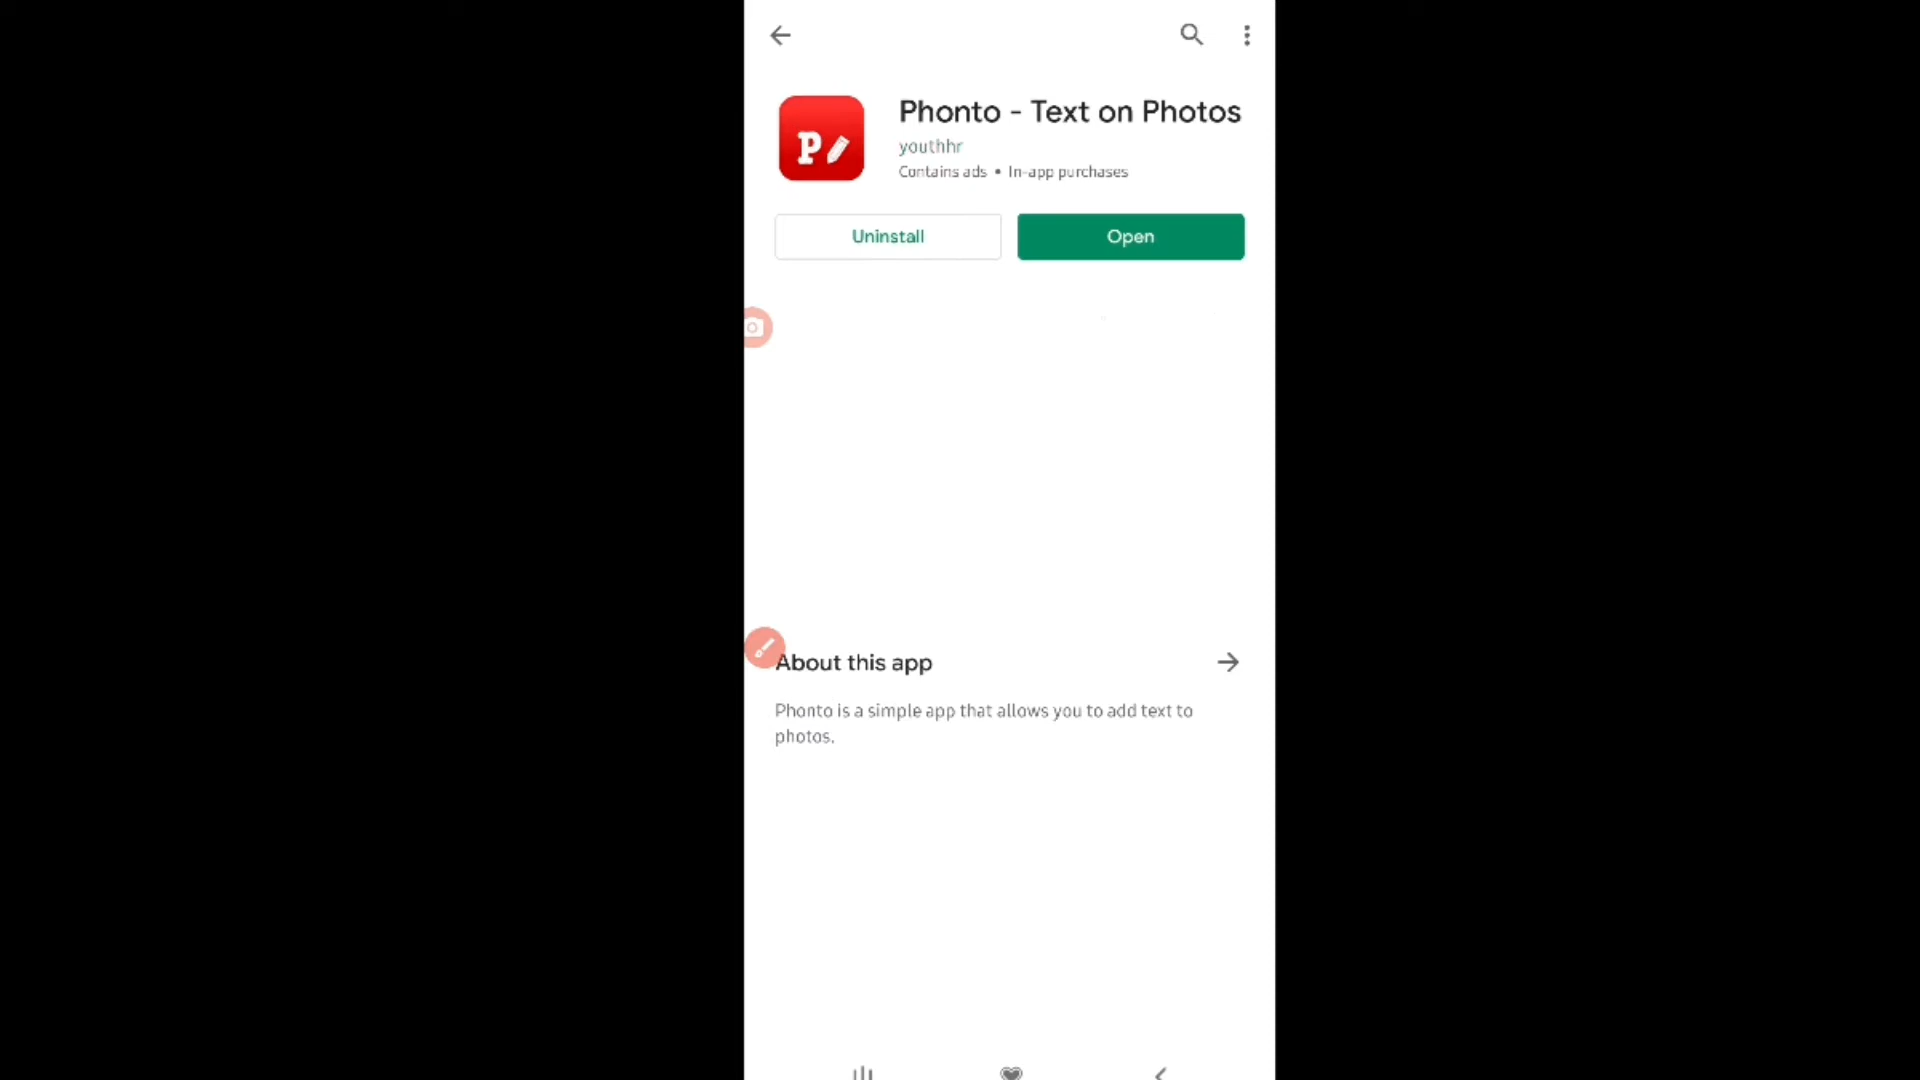 Phonto - Text on Photos
youthhr
Contains ads • In-app purchases
P
Uninstall
Open
About this app
Phonto is a simple app that allows you to add text to
photos.